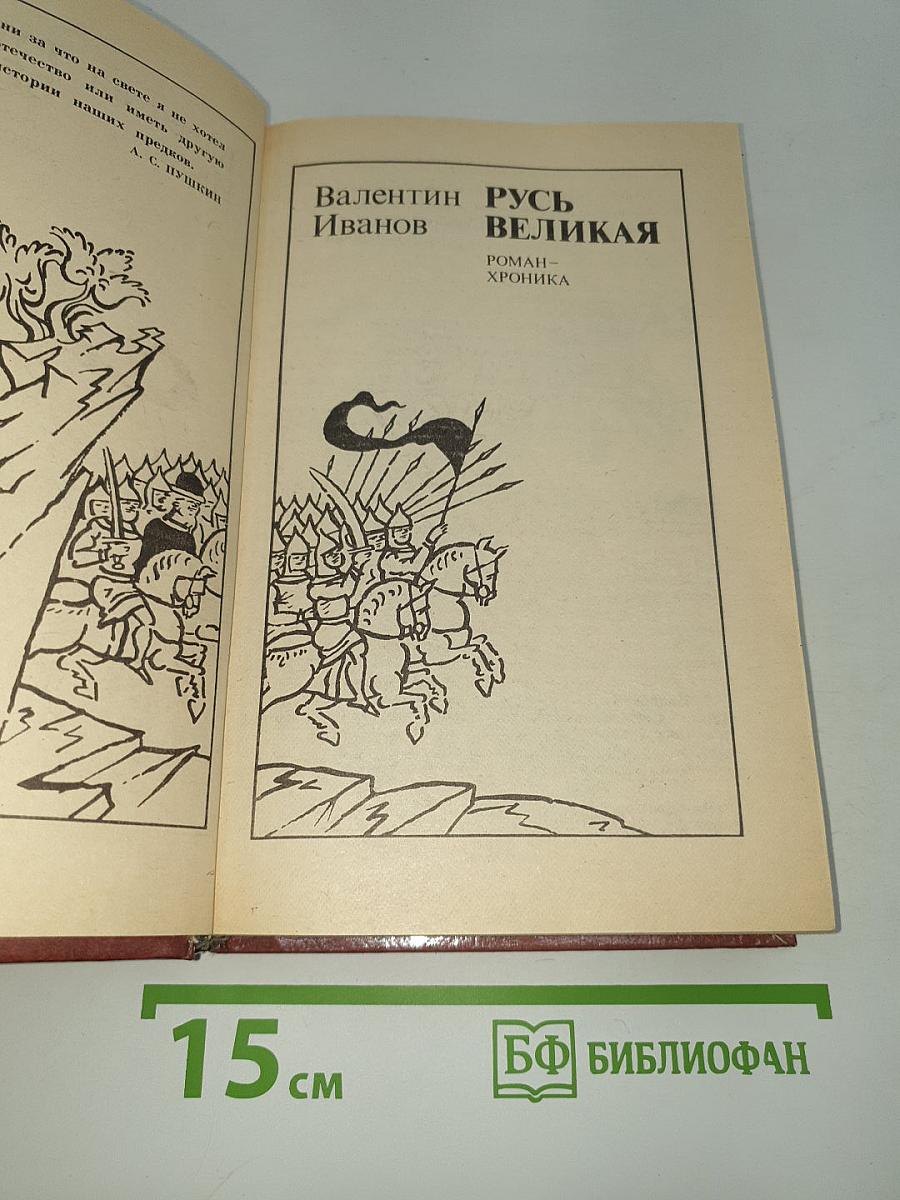 ни за что на свете я не хотел
отечество или иметь другую
истории наших предков.
А. С. ПУШКИН
Валентин
Иванов
РУСЬ
ВЕЛИКАЯ
РОМАН–
ХРОНИКА
15 см
БФ БИБЛИОФАН